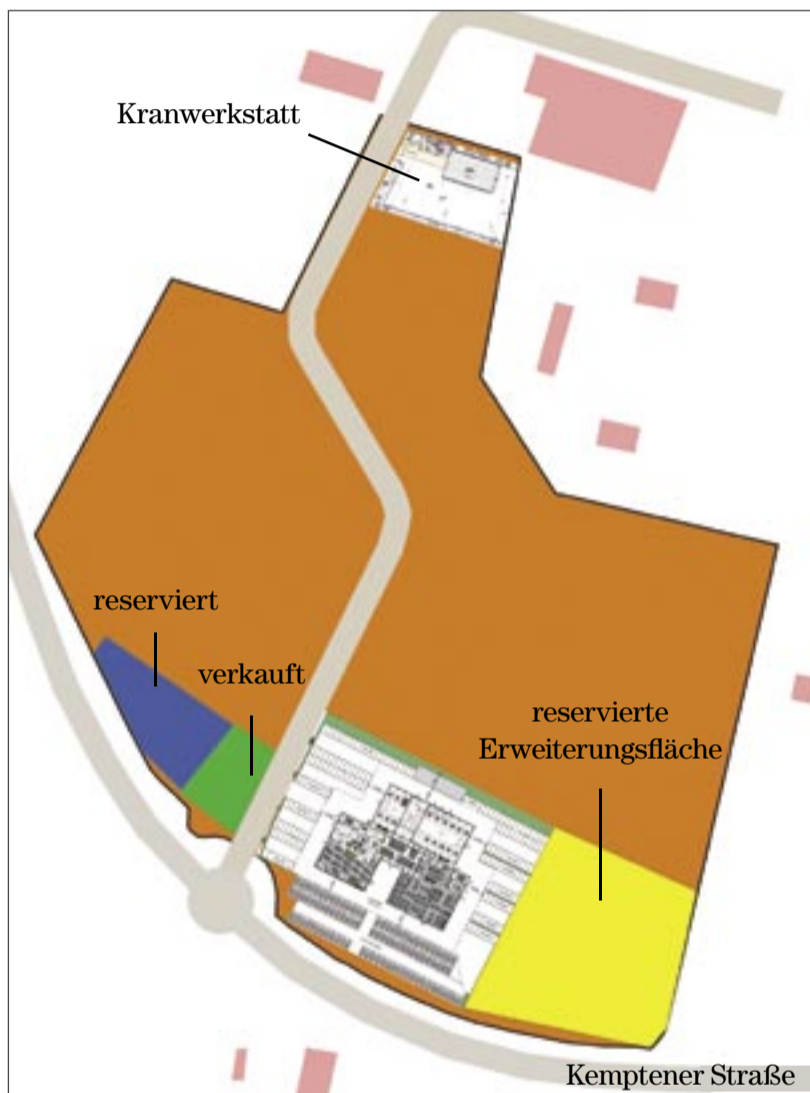 Kranwerkstatt
reserviert
verkauft
reservierte
Erweiterungsfläche
Kemptener Straße